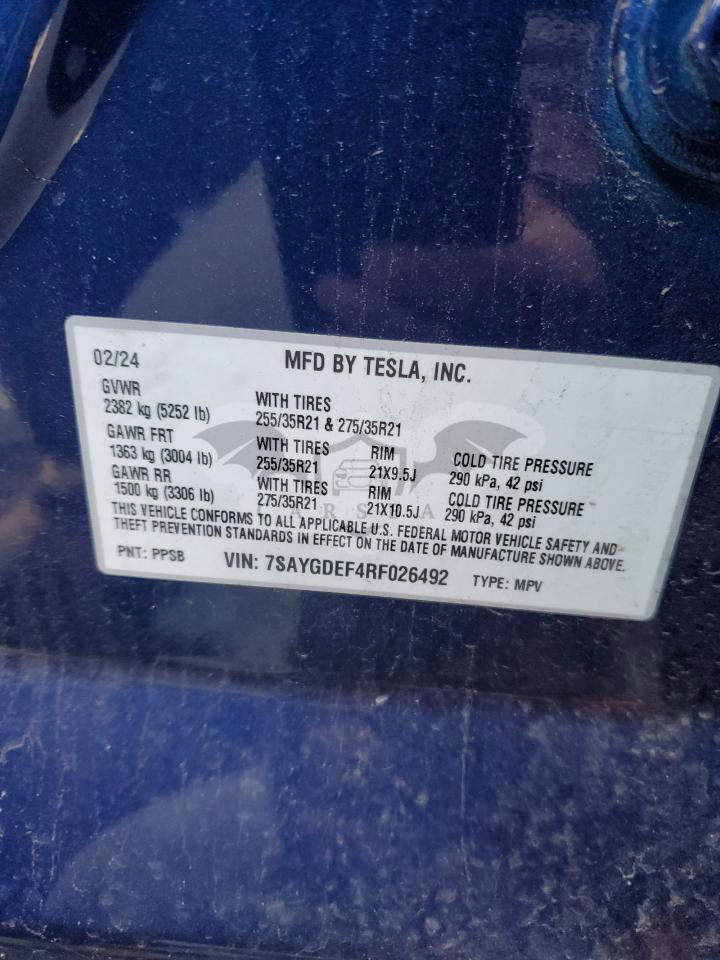 02/24 MFD BY TESLA, INC.
GVWR
2382 kg (5252 lb)
WITH TIRES
255/35R21 & 275/35R21
GAWR FRT
1363 kg (3004 lb)
WITH TIRES
255/35R21
RIM
21X9.5J
COLD TIRE PRESSURE
290 kPa, 42 psi
GAWR RR
1500 kg (3306 lb)
WITH TIRES
275/35R21
RIM
21X10.5J
COLD TIRE PRESSURE
290 kPa, 42 psi
THIS VEHICLE CONFORMS TO ALL APPLICABLE U.S. FEDERAL MOTOR VEHICLE SAFETY AND
THEFT PREVENTION STANDARDS IN EFFECT ON THE DATE OF MANUFACTURE SHOWN ABOVE.
PNT: PPSB VIN: 7SAYGDEF4RF026492 TYPE: MPV